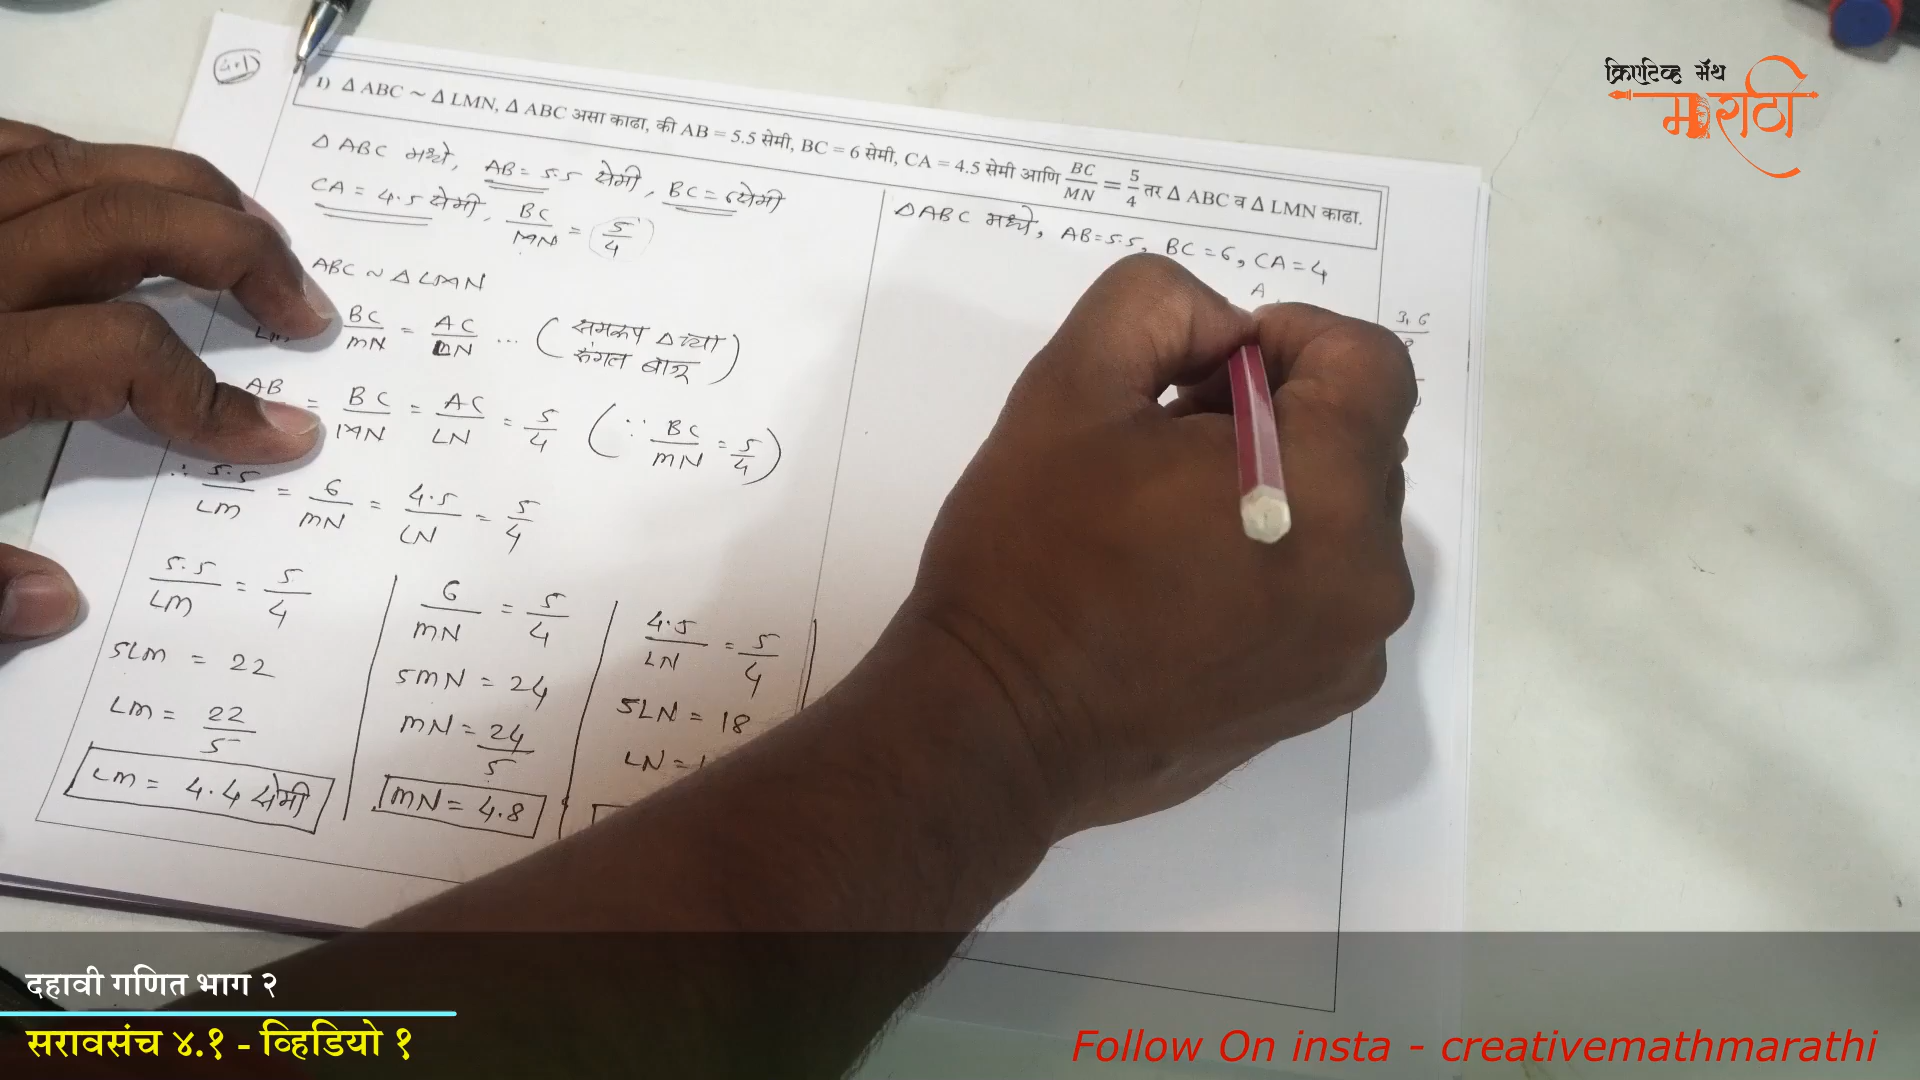 क्रिएटिव्ह मॅथ
मराठी
4.1
1) Δ ABC ~ Δ LMN, Δ ABC असा काढा, की AB = 5.5 सेमी, BC = 6 सेमी, CA = 4.5 सेमी आणि BC/MN = 5/4 तर Δ ABC व Δ LMN काढा.
Δ ABC मध्ये, AB = 5.5 सेमी, BC = 6 सेमी
CA = 4.5 सेमी, BC/MN = 5/4
ABC ~ Δ LMN
BC/MN = AC/LN ... (समरूप Δ च्या
संगत बाजू)
AB = BC/MN = AC/LN = 5/4 (∵ BC/MN = 5/4)
∴ 5.5/LM = 6/MN = 4.5/LN = 5/4
5.5/LM = 5/4
5LM = 22
LM = 22/5
LM = 4.4 सेमी
6/MN = 5/4
5MN = 24
MN = 24/5
MN = 4.8
4.5/LN = 5/4
5LN = 18
LN =
Δ ABC मध्ये, AB = 5.5, BC = 6, CA = 4
A
3,6
दहावी गणित भाग २
सरावसंच ४.१ - व्हिडियो १
Follow On insta - creativemathmarathi